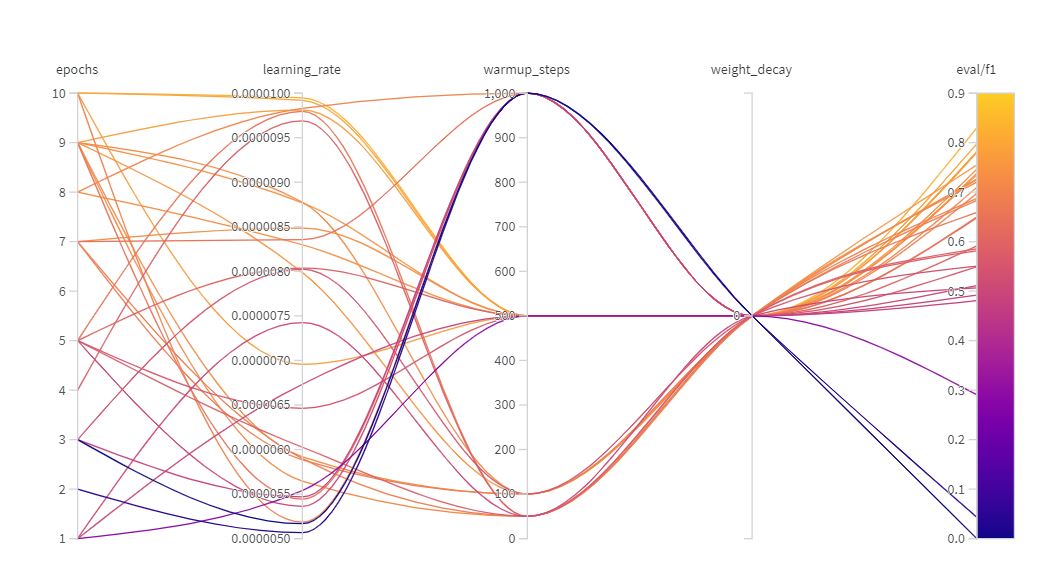 epochs learning_rate warmup_steps weight_decay eval/f1
10 0.0000100 1,000 0.9
9 0.0000095 900 0.8
8 0.0000090 800 0.7
7 0.0000085 700 0.6
6 0.0000080 600 0.5
5 0.0000075 500 0 0.4
4 0.0000070 400 0.3
3 0.0000065 300 0.2
2 0.0000060 200 0.1
1 0.0000055 100 0.0
0.0000050 0